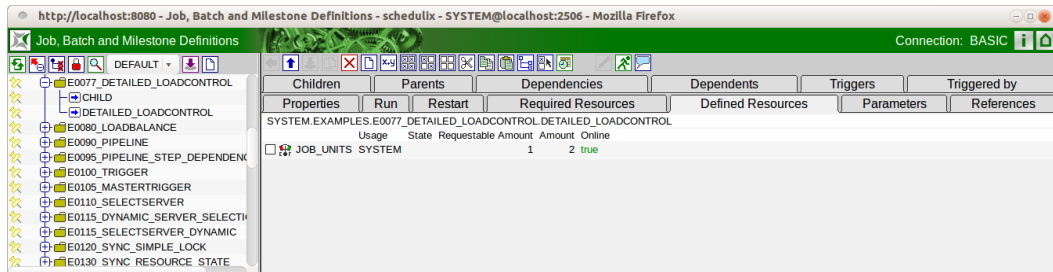 http://localhost:8080 - Job, Batch and Milestone Definitions - schedulix - SYSTEM@localhost:2506 - Mozilla Firefox
Job, Batch and Milestone Definitions
Connection: BASIC
DEFAULT
Children Parents Dependencies Dependents Triggers Triggered by
Properties Run Restart Required Resources Defined Resources Parameters References
SYSTEM.EXAMPLES.E0077_DETAILED_LOADCONTROL.DETAILED_LOADCONTROL
Usage State Requestable Amount Amount Online
JOB_UNITS SYSTEM 1 2 true
E0077_DETAILED_LOADCONTROL
CHILD
DETAILED_LOADCONTROL
E0080_LOADBALANCE
E0090_PIPELINE
E0095_PIPELINE_STEP_DEPENDENC
E0100_TRIGGER
E0105_MASTERTRIGGER
E0110_SELECTSERVER
E0115_DYNAMIC_SERVER_SELECTI
E0115_SELECTSERVER_DYNAMIC
E0120_SYNC_SIMPLE_LOCK
E0130_SYNC_RESOURCE_STATE